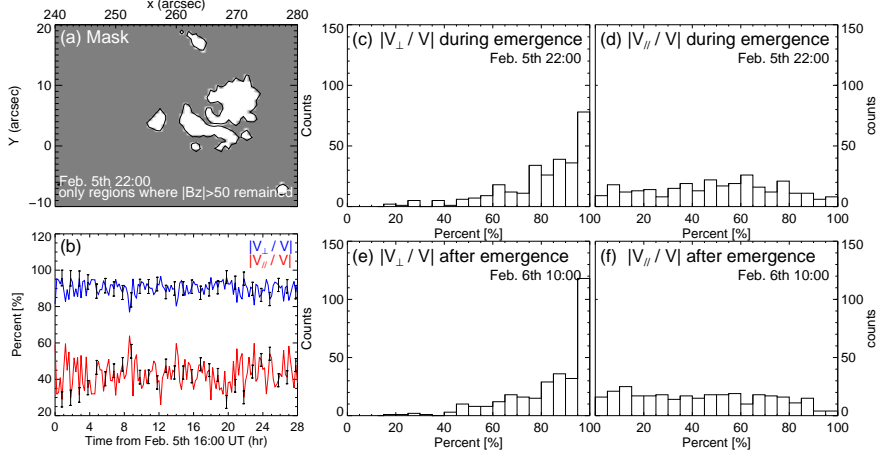 x (arcsec)
240 250 260 270 280
Y (arcsec)
20
10
0
−10
(a) Mask
Feb. 5th 22:00
only regions where |Bz|>50 remained
(b)
|V⊥ / V|
|V// / V|
Percent [%]
120
100
80
60
40
20
0 4 8 12 16 20 24 28
Time from Feb. 5th 16:00 UT (hr)
(c) |V⊥ / V| during emergence
Feb. 5th 22:00
Counts
150
100
50
0
0 20 40 60 80 100
Percent [%]
(d) |V// / V| during emergence
Feb. 5th 22:00
Counts
150
100
50
0
0 20 40 60 80 100
Percent [%]
(e) |V⊥ / V| after emergence
Feb. 6th 10:00
Counts
150
100
50
0
0 20 40 60 80 100
Percent [%]
(f) |V// / V| after emergence
Feb. 6th 10:00
Counts
150
100
50
0
0 20 40 60 80 100
Percent [%]